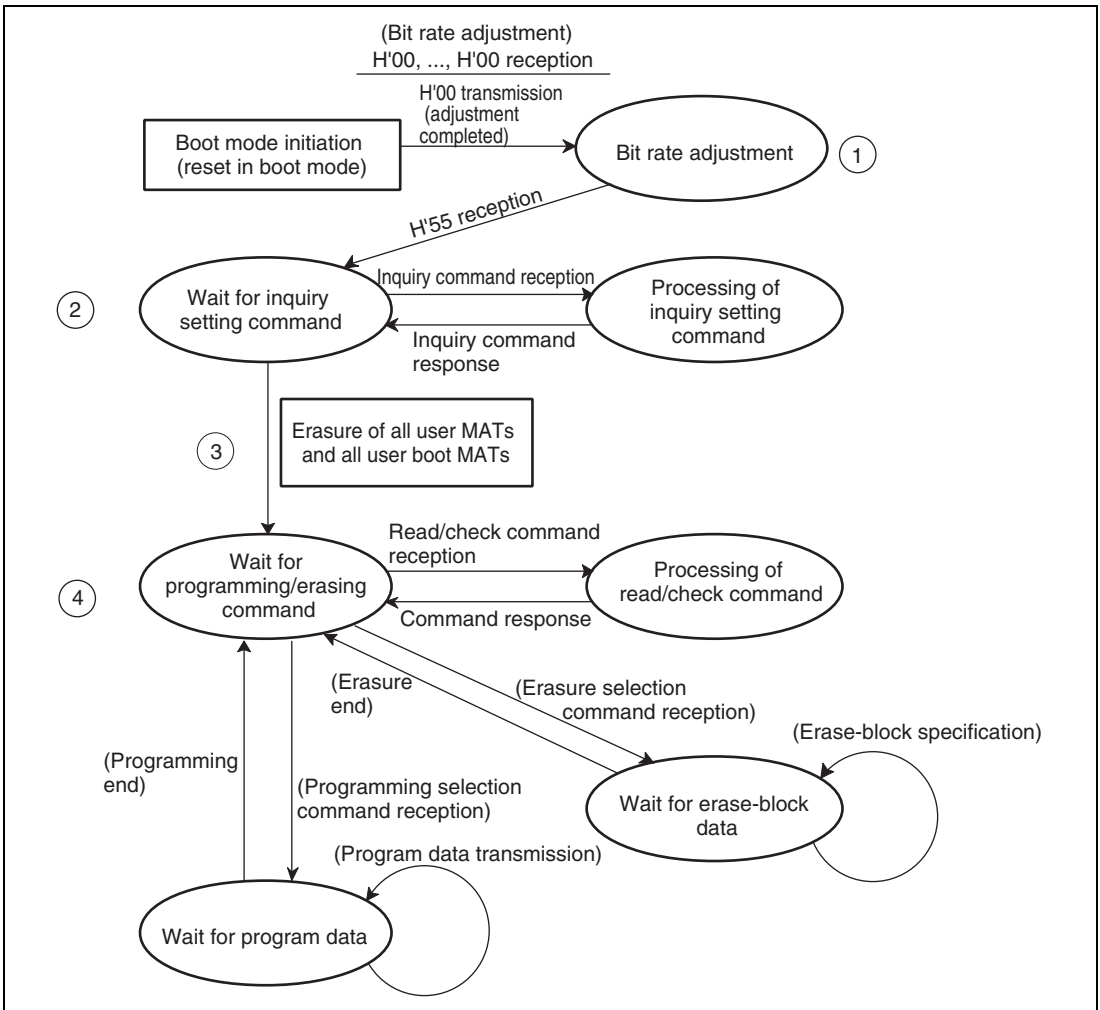 (Bit rate adjustment)
H'00, ..., H'00 reception
H'00 transmission
(adjustment
completed)
Boot mode initiation
(reset in boot mode)
Bit rate adjustment
1
H'55 reception
2
Wait for inquiry
setting command
Inquiry command reception
Processing of
inquiry setting
command
Inquiry command
response
3
Erasure of all user MATs
and all user boot MATs
4
Wait for
programming/erasing
command
Read/check command
reception
Processing of
read/check command
Command response
(Erasure
end)
(Erasure selection
command reception)
(Erase-block specification)
Wait for erase-block
data
(Programming
end)
(Programming selection
command reception)
(Program data transmission)
Wait for program data